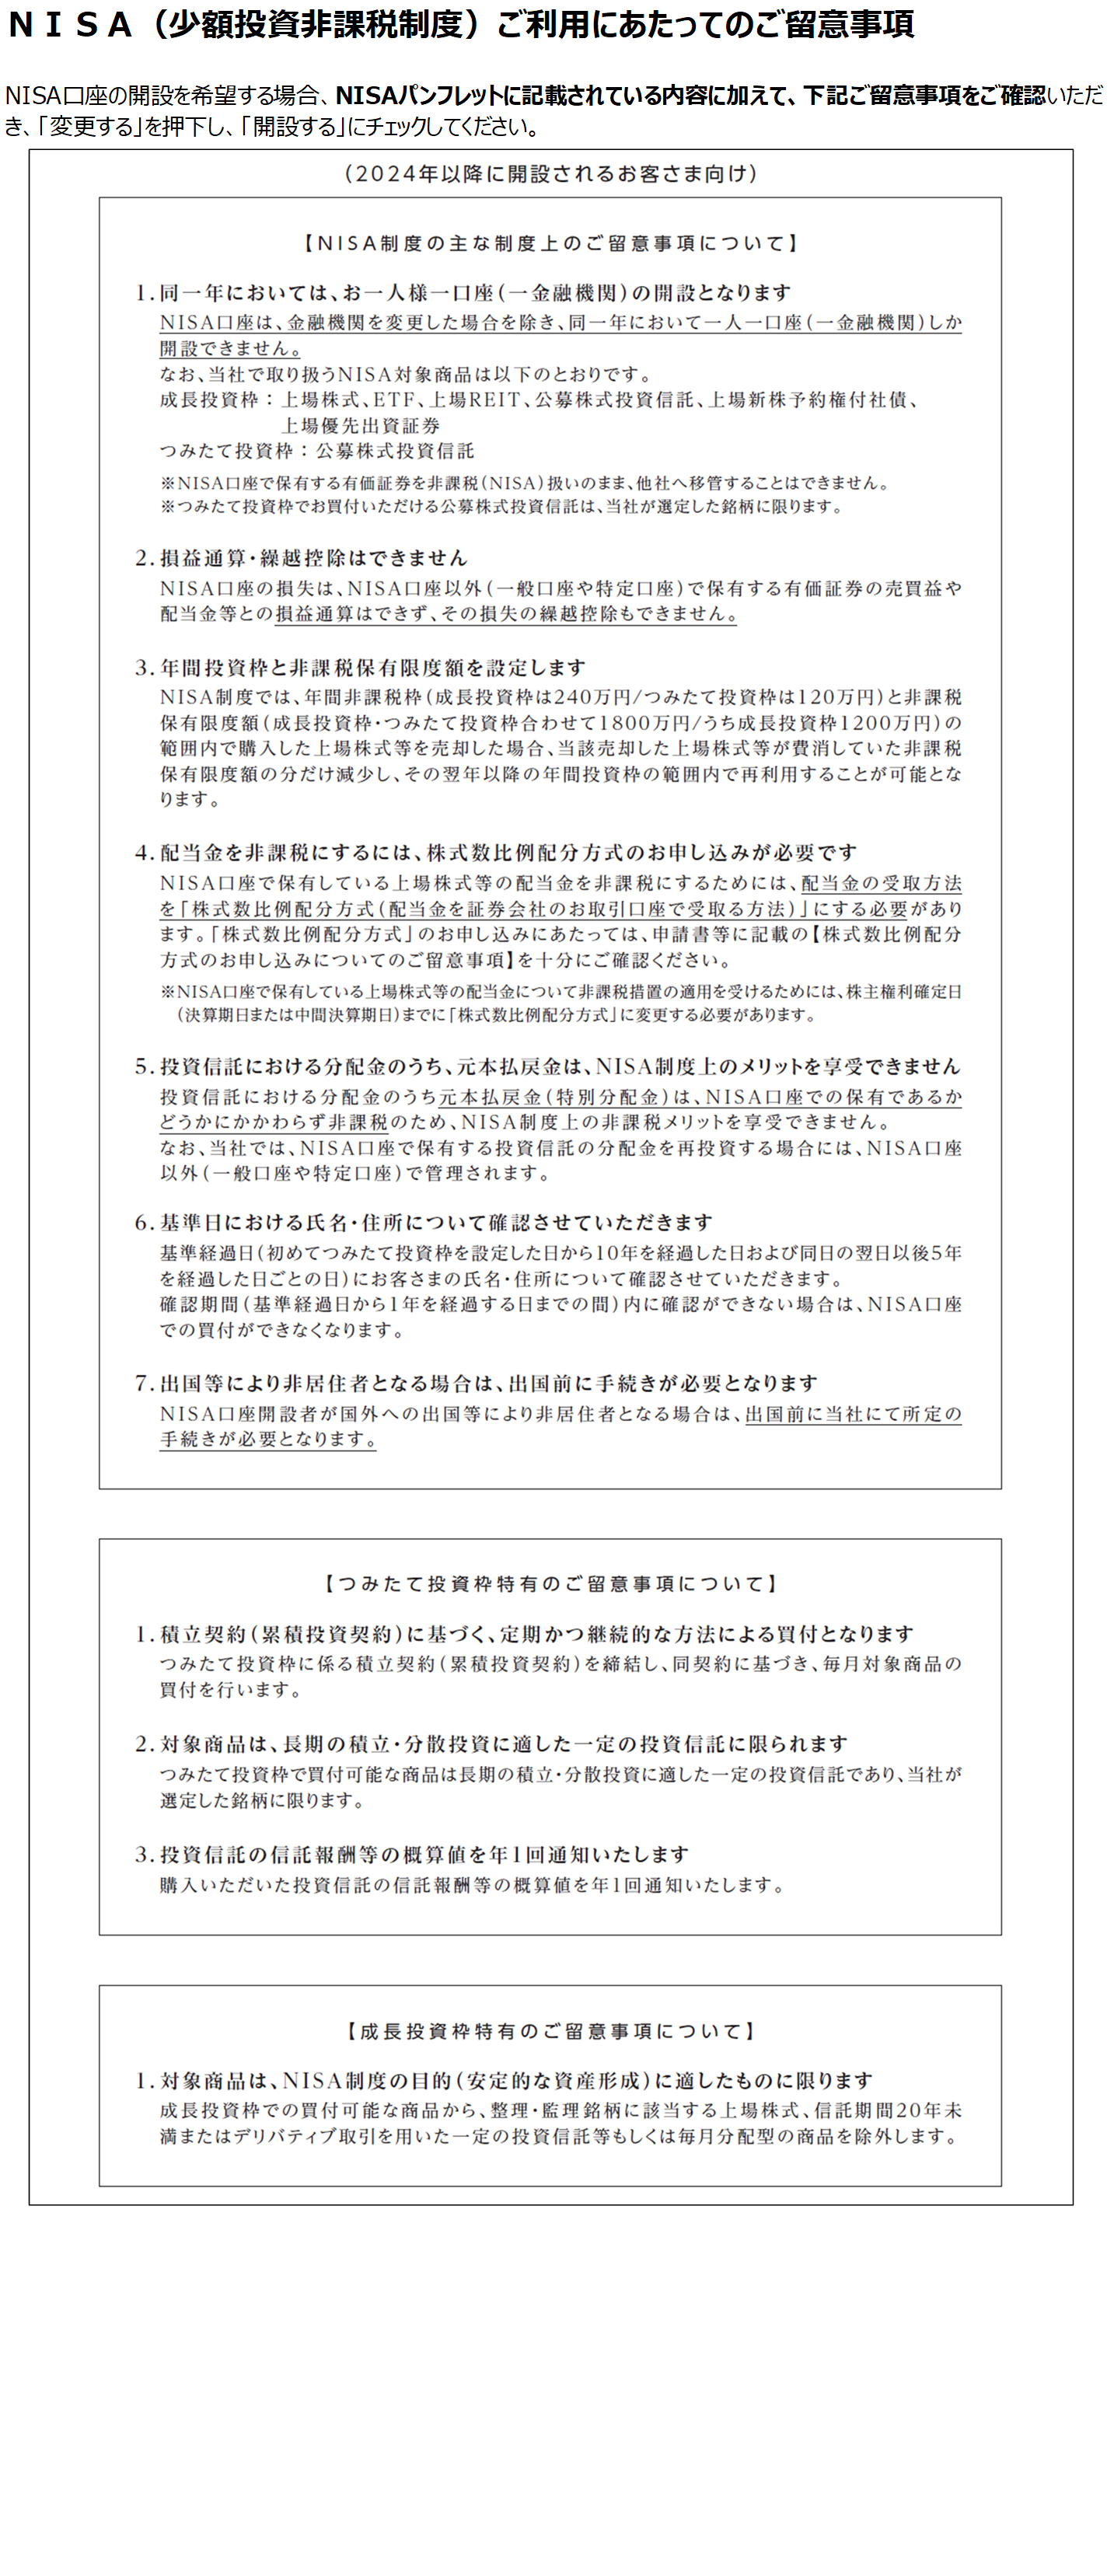 ＮＩＳＡ（少額投資非課税制度）ご利用にあたってのご留意事項
NISA口座の開設を希望する場合、NISAパンフレットに記載されている内容に加えて、下記ご留意事項をご確認いただ
き、「変更する」を押下し、「開設する」にチェックしてください。
（2024年以降に開設されるお客さま向け）
【NISA制度の主な制度上のご留意事項について】
1.同一年においては、お一人様一口座（一金融機関）の開設となります
NISA口座は、金融機関を変更した場合を除き、同一年において一人一口座（一金融機関）しか
開設できません。
なお、当社で取り扱うNISA対象商品は以下のとおりです。
成長投資枠：上場株式、ETF、上場REIT、公募株式投資信託、上場新株予約権付社債、
上場優先出資証券
つみたて投資枠：公募株式投資信託
※NISA口座で保有する有価証券を非課税（NISA）扱いのまま、他社へ移管することはできません。
※つみたて投資枠でお買付いただける公募株式投資信託は、当社が選定した銘柄に限ります。
2.損益通算・繰越控除はできません
NISA口座の損失は、NISA口座以外（一般口座や特定口座）で保有する有価証券の売買益や
配当金等との損益通算はできず、その損失の繰越控除もできません。
3.年間投資枠と非課税保有限度額を設定します
NISA制度では、年間非課税枠（成長投資枠は240万円/つみたて投資枠は120万円）と非課税
保有限度額（成長投資枠・つみたて投資枠合わせて1800万円/うち成長投資枠1200万円）の
範囲内で購入した上場株式等を売却した場合、当該売却した上場株式等が費消していた非課税
保有限度額の分だけ減少し、その翌年以降の年間投資枠の範囲内で再利用することが可能とな
ります。
4.配当金を非課税にするには、株式数比例配分方式のお申し込みが必要です
NISA口座で保有している上場株式等の配当金を非課税にするためには、配当金の受取方法
を「株式数比例配分方式（配当金を証券会社のお取引口座で受取る方法）」にする必要があり
ます。「株式数比例配分方式」のお申し込みにあたっては、申請書等に記載の【株式数比例配分
方式のお申し込みについてのご留意事項】を十分にご確認ください。
※NISA口座で保有している上場株式等の配当金について非課税措置の適用を受けるためには、株主権利確定日
（決算期日または中間決算期日）までに「株式数比例配分方式」に変更する必要があります。
5.投資信託における分配金のうち、元本払戻金は、NISA制度上のメリットを享受できません
投資信託における分配金のうち元本払戻金（特別分配金）は、NISA口座での保有であるか
どうかにかかわらず非課税のため、NISA制度上の非課税メリットを享受できません。
なお、当社では、NISA口座で保有する投資信託の分配金を再投資する場合には、NISA口座
以外（一般口座や特定口座）で管理されます。
6.基準日における氏名・住所について確認させていただきます
基準経過日（初めてつみたて投資枠を設定した日から10年を経過した日および同日の翌日以後5年
を経過した日ごとの日）にお客さまの氏名・住所について確認させていただきます。
確認期間（基準経過日から1年を経過する日までの間）内に確認ができない場合は、NISA口座
での買付ができなくなります。
7.出国等により非居住者となる場合は、出国前に手続きが必要となります
NISA口座開設者が国外への出国等により非居住者となる場合は、出国前に当社にて所定の
手続きが必要となります。
【つみたて投資枠特有のご留意事項について】
1.積立契約（累積投資契約）に基づく、定期かつ継続的な方法による買付となります
つみたて投資枠に係る積立契約（累積投資契約）を締結し、同契約に基づき、毎月対象商品の
買付を行います。
2.対象商品は、長期の積立・分散投資に適した一定の投資信託に限られます
つみたて投資枠で買付可能な商品は長期の積立・分散投資に適した一定の投資信託であり、当社が
選定した銘柄に限ります。
3.投資信託の信託報酬等の概算値を年1回通知いたします
購入いただいた投資信託の信託報酬等の概算値を年1回通知いたします。
【成長投資枠特有のご留意事項について】
1.対象商品は、NISA制度の目的（安定的な資産形成）に適したものに限ります
成長投資枠での買付可能な商品から、整理・監理銘柄に該当する上場株式、信託期間20年未
満またはデリバティブ取引を用いた一定の投資信託等もしくは毎月分配型の商品を除外します。